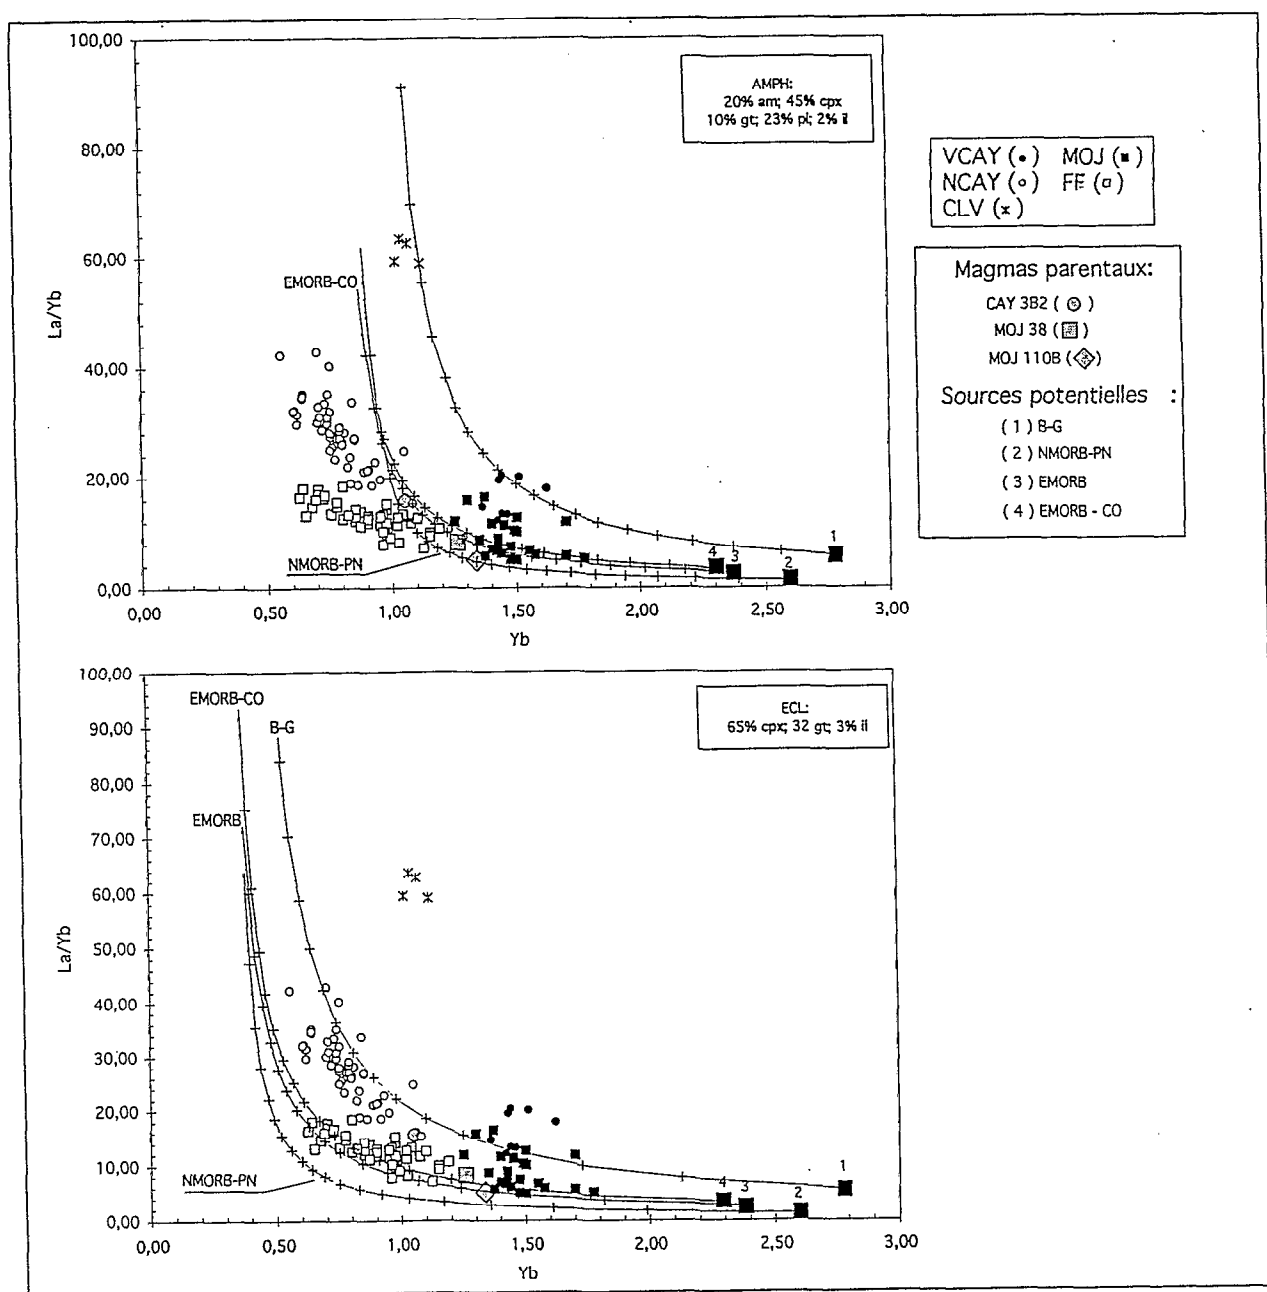 100,00
80,00
60,00
40,00
20,00
0,00
La/Yb
AMPH:
20% am; 45% cpx
10% gt; 23% pl; 2% il
EMORB-CO
NMORB-PN
4
3
2
1
0,00 0,50 1,00 1,50 2,00 2,50 3,00
Yb
VCAY (•) MOJ (■)
NCAY (○) FE (□)
CLV (x)
Magmas parentaux:
CAY 3B2 ( )
MOJ 38 ( )
MOJ 110B ( )
Sources potentielles :
( 1 ) B-G
( 2 ) NMORB-PN
( 3 ) EMORB
( 4 ) EMORB - CO
100,00
90,00
80,00
70,00
60,00
50,00
40,00
30,00
20,00
10,00
0,00
La/Yb
EMORB-CO
B-G
EMORB
NMORB-PN
ECL:
65% cpx; 32 gt; 3% il
4
3
2
1
0,00 0,50 1,00 1,50 2,00 2,50 3,00
Yb